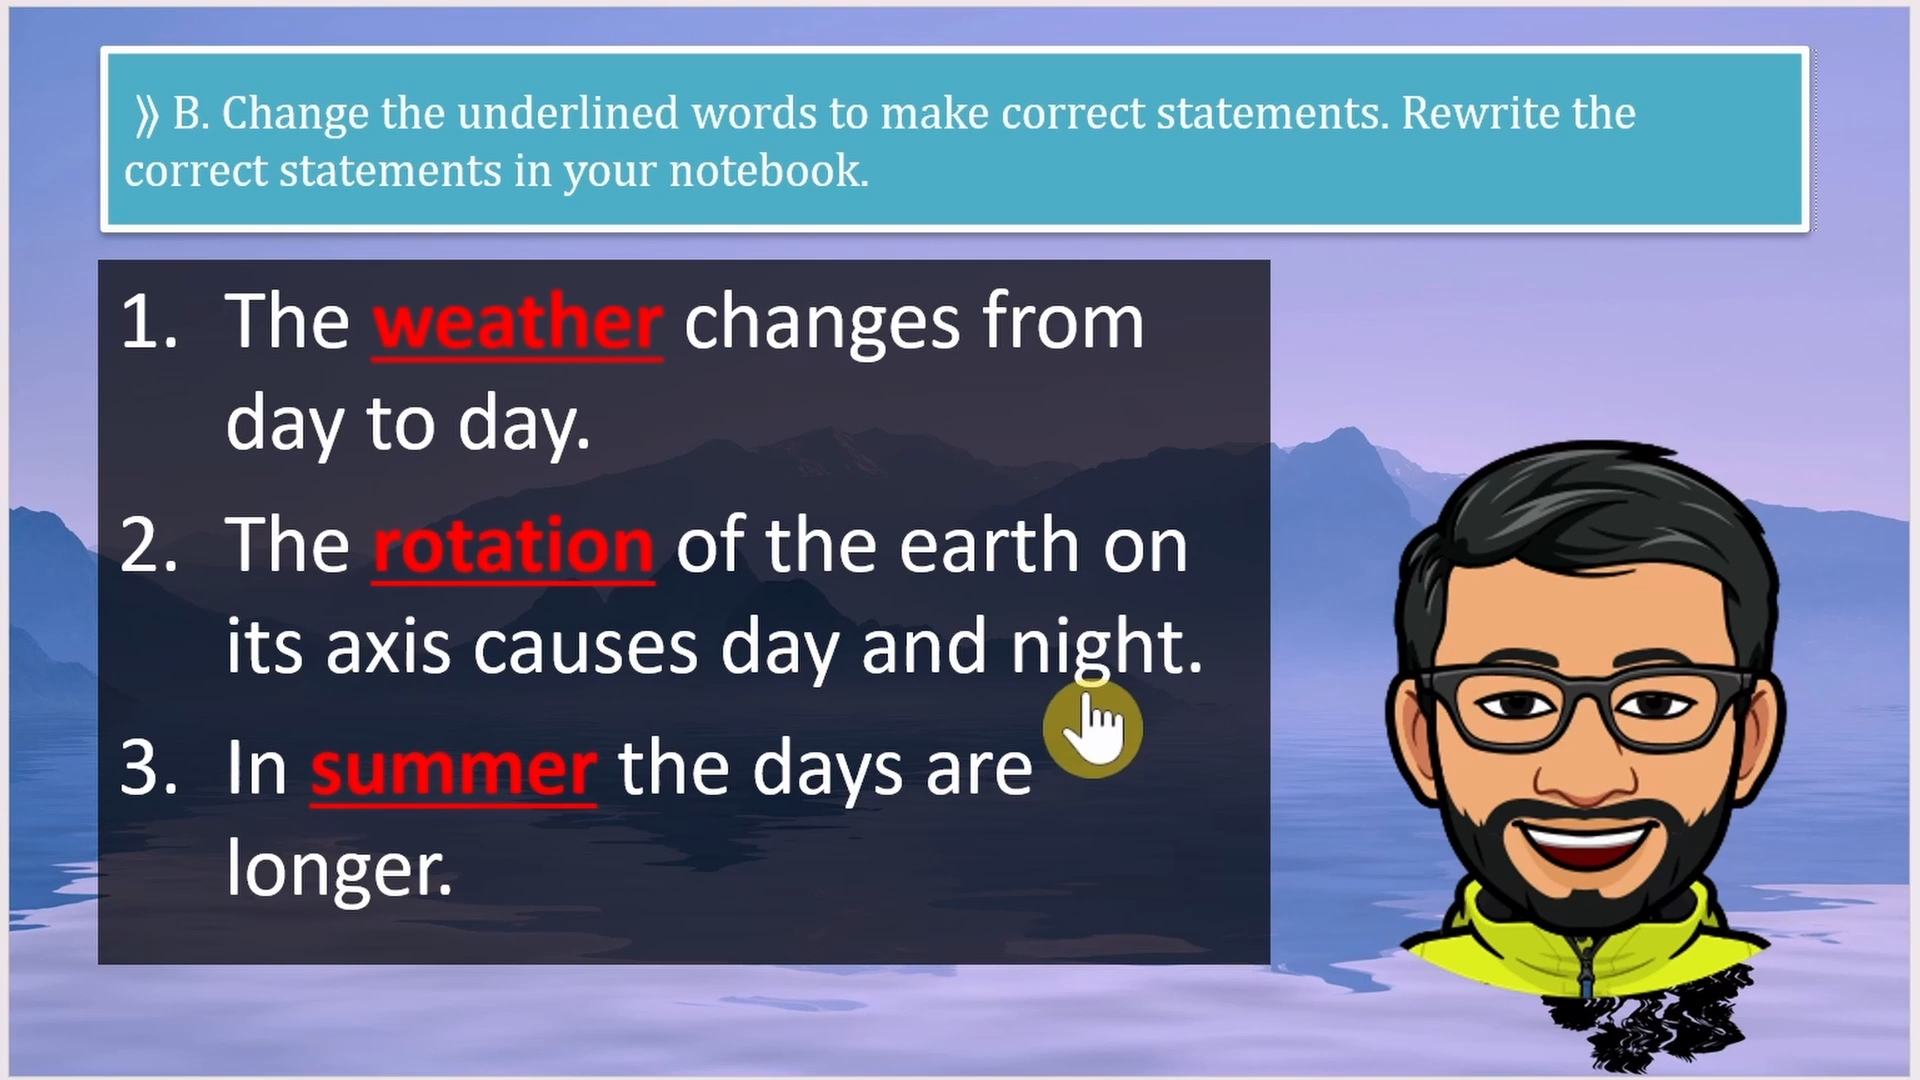 ⟫ B. Change the underlined words to make correct statements. Rewrite the
correct statements in your notebook.
1. The weather changes from
day to day.
2. The rotation of the earth on
its axis causes day and night.
3. In summer the days are
longer.